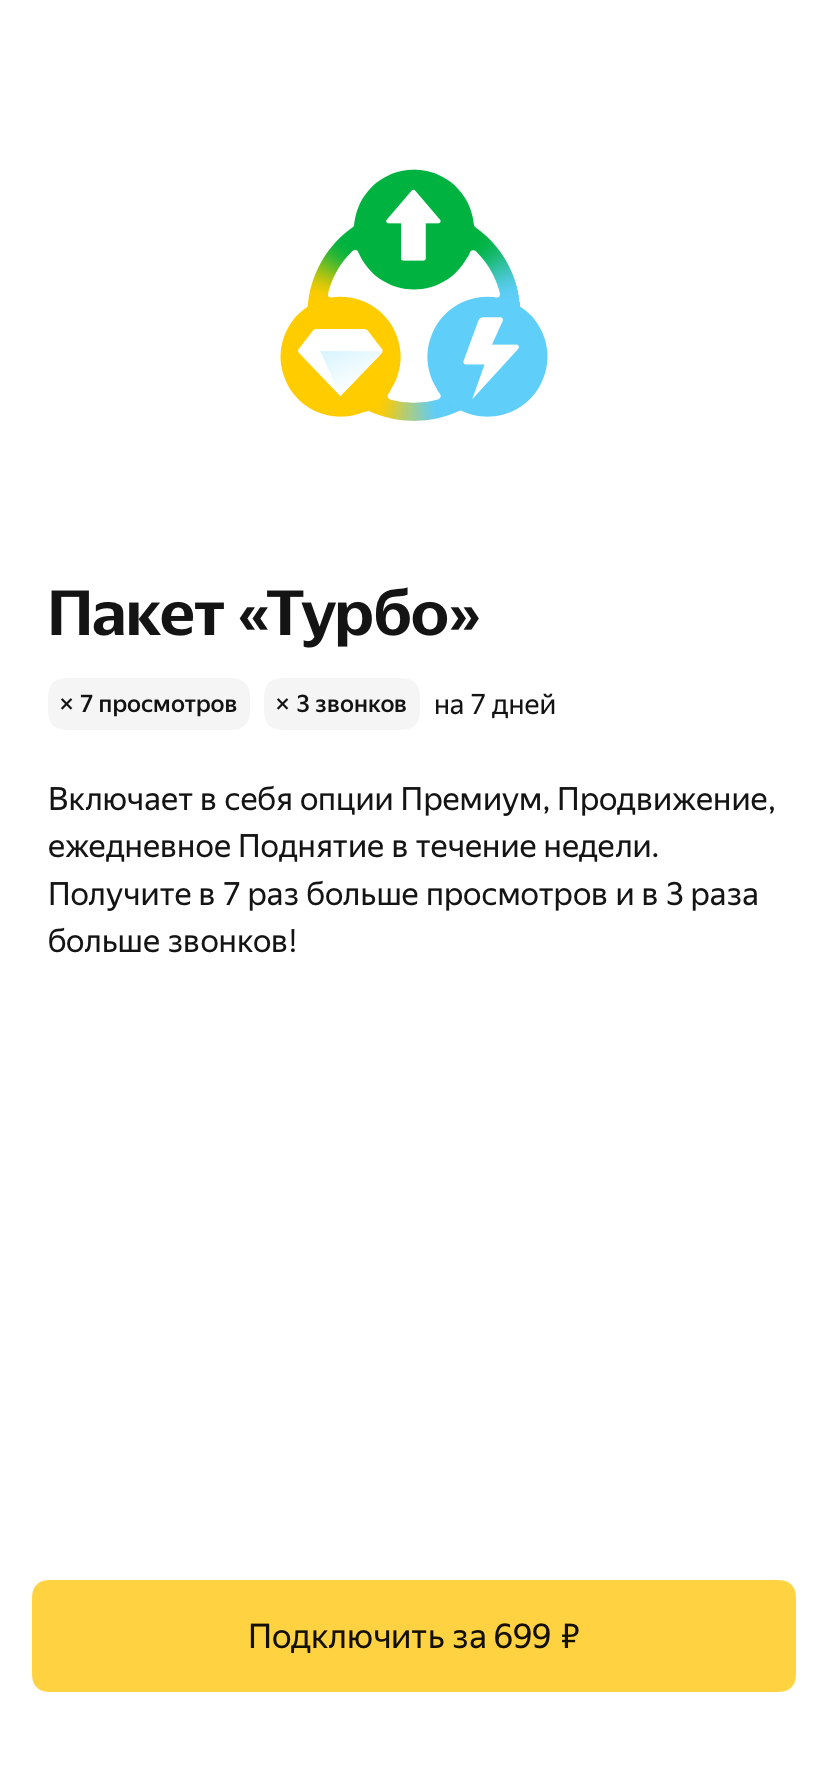 Пакет «Турбо»
× 7 просмотров × 3 звонков на 7 дней
Включает в себя опции Премиум, Продвижение,
ежедневное Поднятие в течение недели.
Получите в 7 раз больше просмотров и в 3 раза
больше звонков!
Подключить за 699 ₽